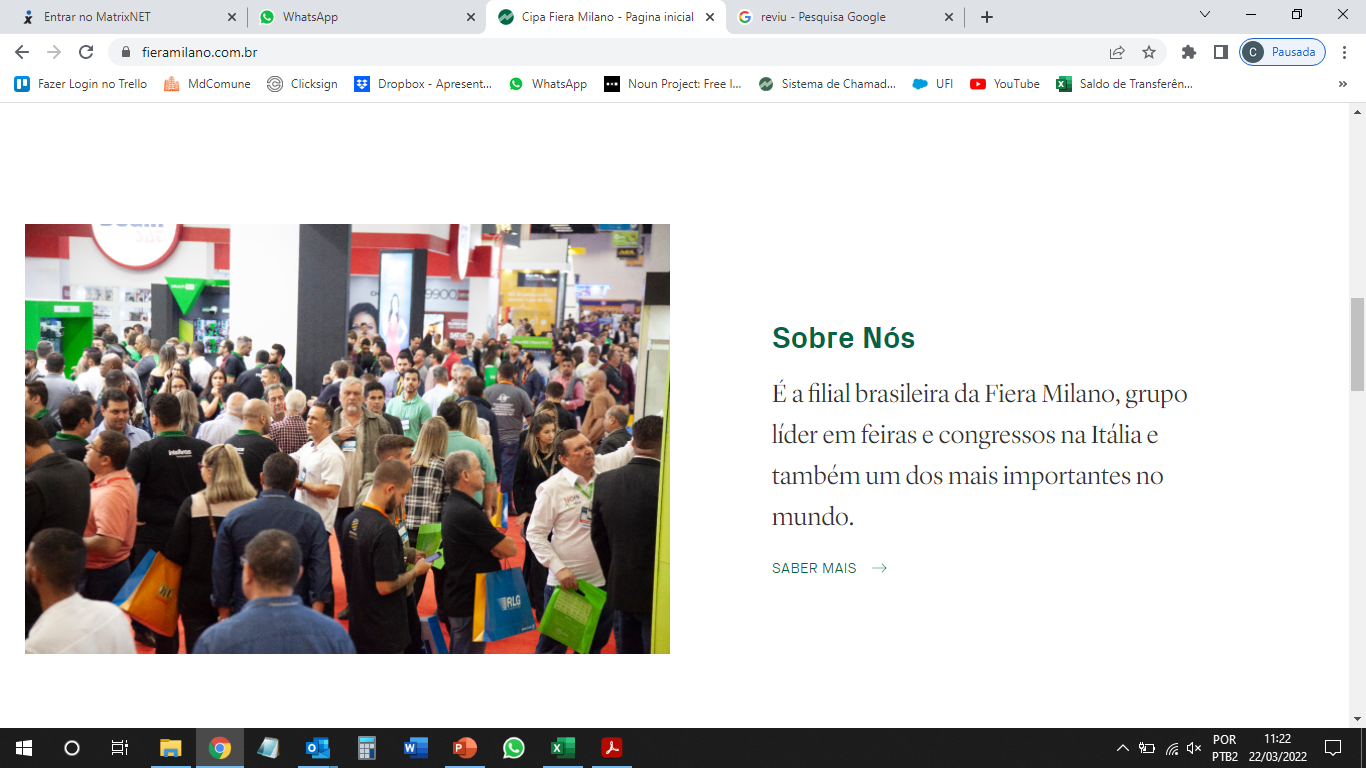 Entrar no MatrixNET
WhatsApp
Cipa Fiera Milano - Pagina inicial
reviu - Pesquisa Google
fieramilano.com.br
C Pausada
Fazer Login no Trello
MdComune
Clicksign
Dropbox - Apresent...
WhatsApp
Noun Project: Free I...
Sistema de Chamad...
UFI
YouTube
Saldo de Transferên...
»
intelbras
RLG
Sobre Nós
É a filial brasileira da Fiera Milano, grupo
líder em feiras e congressos na Itália e
também um dos mais importantes no
mundo.
SABER MAIS
POR
PTB2
11:22
22/03/2022